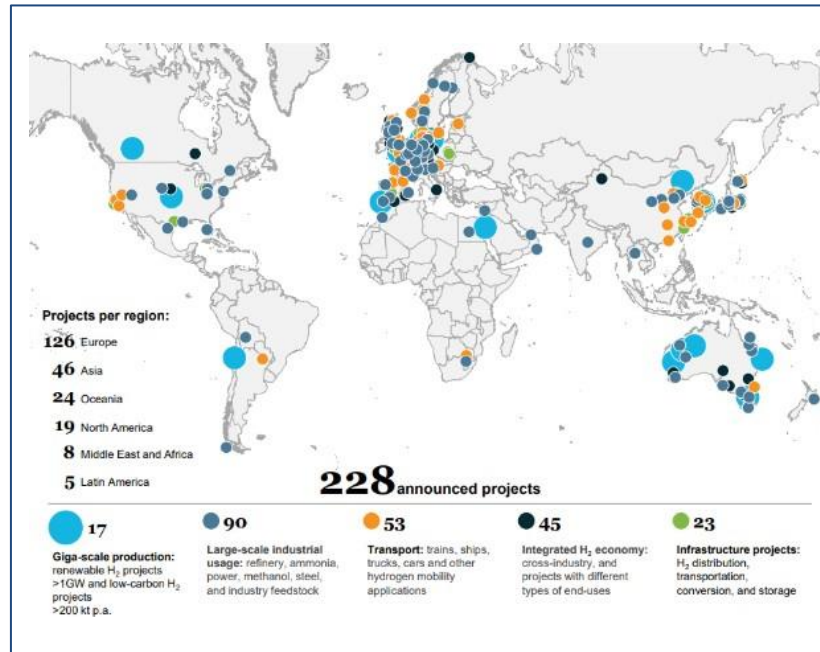 Projects per region:
126 Europe
46 Asia
24 Oceania
19 North America
8 Middle East and Africa
5 Latin America
228 announced projects
17
Giga-scale production:
renewable H₂ projects
>1GW and low-carbon H₂
projects
>200 kt p.a.
90
Large-scale industrial
usage: refinery, ammonia,
power, methanol, steel,
and industry feedstock
53
Transport: trains, ships,
trucks, cars and other
hydrogen mobility
applications
45
Integrated H₂ economy:
cross-industry, and
projects with different
types of end-uses
23
Infrastructure projects:
H₂ distribution,
transportation,
conversion, and storage